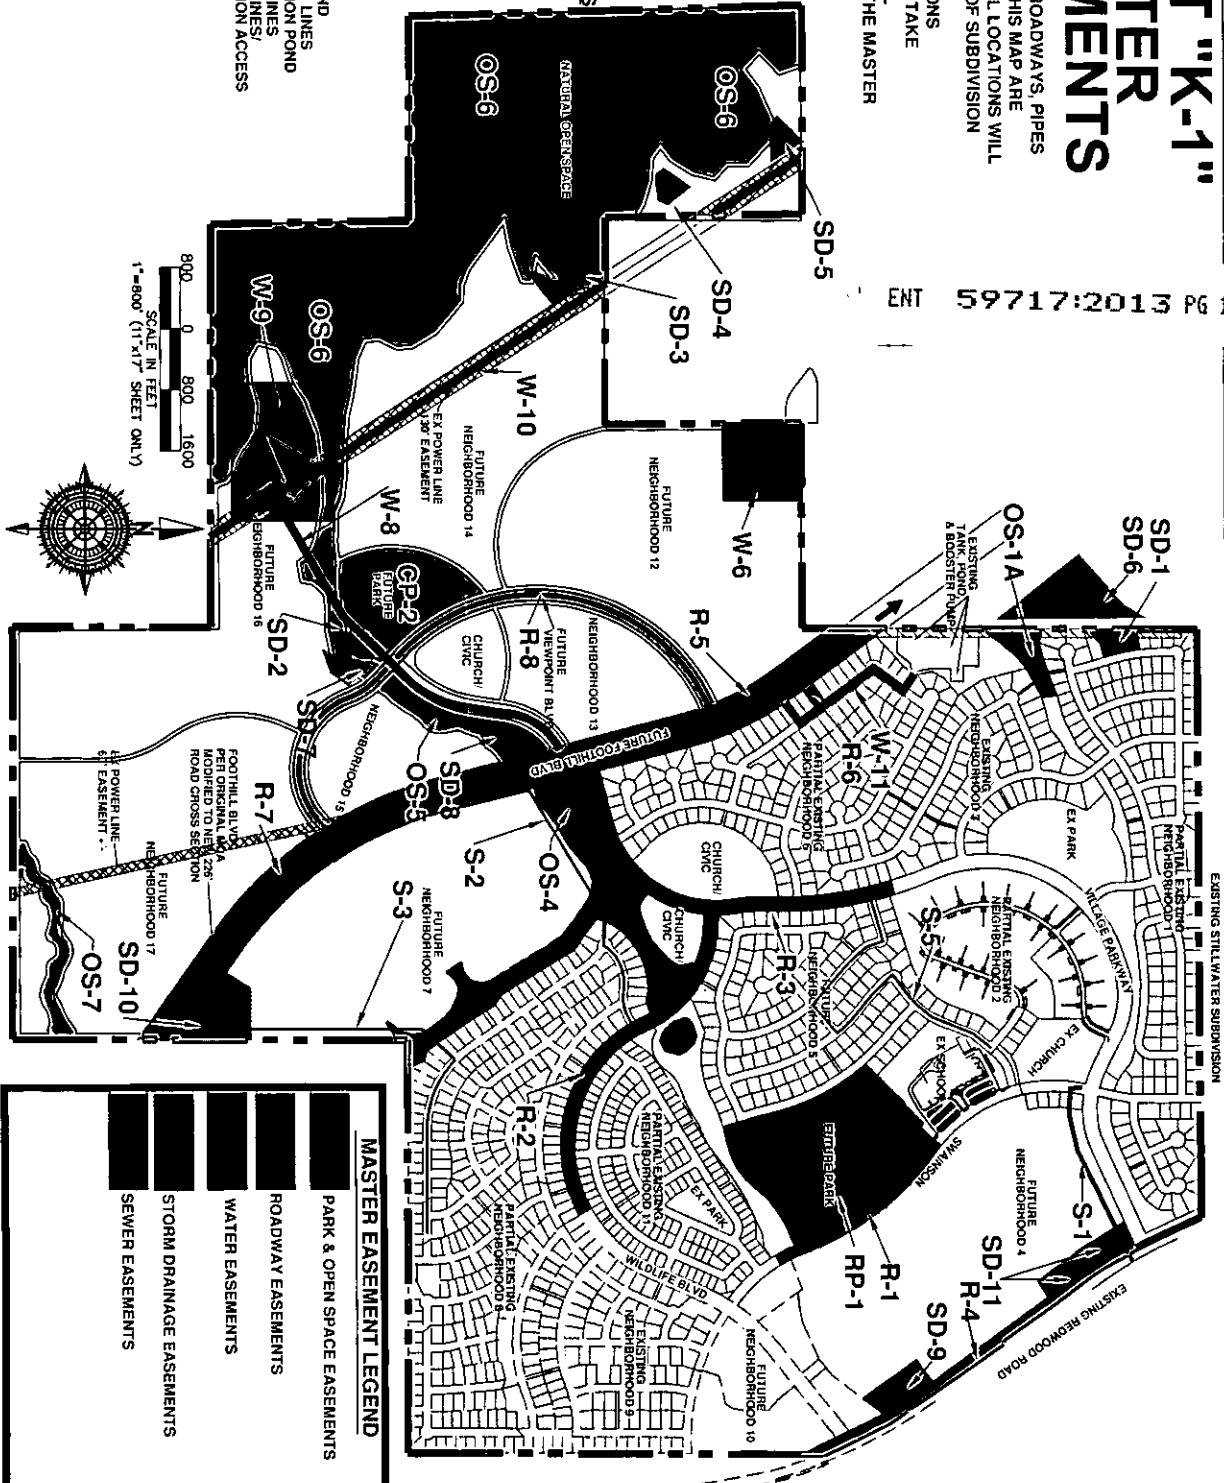 T "K-1"
TER
MENTS
ROADWAYS, PIPES
HIS MAP ARE
L LOCATIONS WILL
OF SUBDIVISION
ONS
TAKE
THE MASTER
LINES
ION POND
INES
INES/
ION ACCESS
ENT 59717:2013 PG
EXISTING STILLWATER SUBDIVISION
PARTIAL EXISTING
NEIGHBORHOOD 1
SD-1
SD-6
OS-1A
EXISTING
TANK, POND,
& BOOSTER PUMP
EXISTING
NEIGHBORHOOD 3
EX PARK
VILLAGE PARKWAY
PARTIAL EXISTING
NEIGHBORHOOD 2
S-5
EX CHURCH
EX SCHOOL
SWAINSON
S-1
FUTURE
NEIGHBORHOOD 4
SD-11
R-4
EXISTING REDWOOD ROAD
SD-9
R-1
RP-1
FUTURE PARK
W-11
R-6
PARTIAL EXISTING
NEIGHBORHOOD 6
CHURCH/
CIVIC
CHURCH/
CIVIC
R-3
FUTURE
NEIGHBORHOOD 5
R-2
PARTIAL EXISTING
NEIGHBORHOOD 11
EX PARK
WILDLIFE BLVD
PARTIAL EXISTING
NEIGHBORHOOD 8
EXISTING
NEIGHBORHOOD 9
FUTURE
NEIGHBORHOOD 10
OS-6
OS-6
NATURAL OPEN SPACE
SD-5
SD-4
SD-3
W-10
W-9
OS-6
EX POWER LINE
130' EASEMENT
FUTURE
NEIGHBORHOOD 14
FUTURE
NEIGHBORHOOD 12
W-6
W-8
CP-2
FUTURE
PARK
CHURCH/
CIVIC
FUTURE
VIEWPOINT BLVD
R-8
NEIGHBORHOOD 13
R-5
FUTURE FOOTHILL BLVD
FUTURE
NEIGHBORHOOD 16
SD-2
SD-7
NEIGHBORHOOD 15
OS-5
SD-8
S-2
OS-4
S-3
FUTURE
NEIGHBORHOOD 7
R-7
FOOTHILL BLVD
PER ORIGINAL MDA
MODIFIED TO NEW 226'
ROAD CROSS SECTION
EX POWER LINE
EASEMENT
FUTURE
NEIGHBORHOOD 17
OS-7
SD-10
N
800 0 800 1600
SCALE IN FEET
1"=800' (11"x17" SHEET ONLY)
MASTER EASEMENT LEGEND
PARK & OPEN SPACE EASEMENTS
ROADWAY EASEMENTS
WATER EASEMENTS
STORM DRAINAGE EASEMENTS
SEWER EASEMENTS